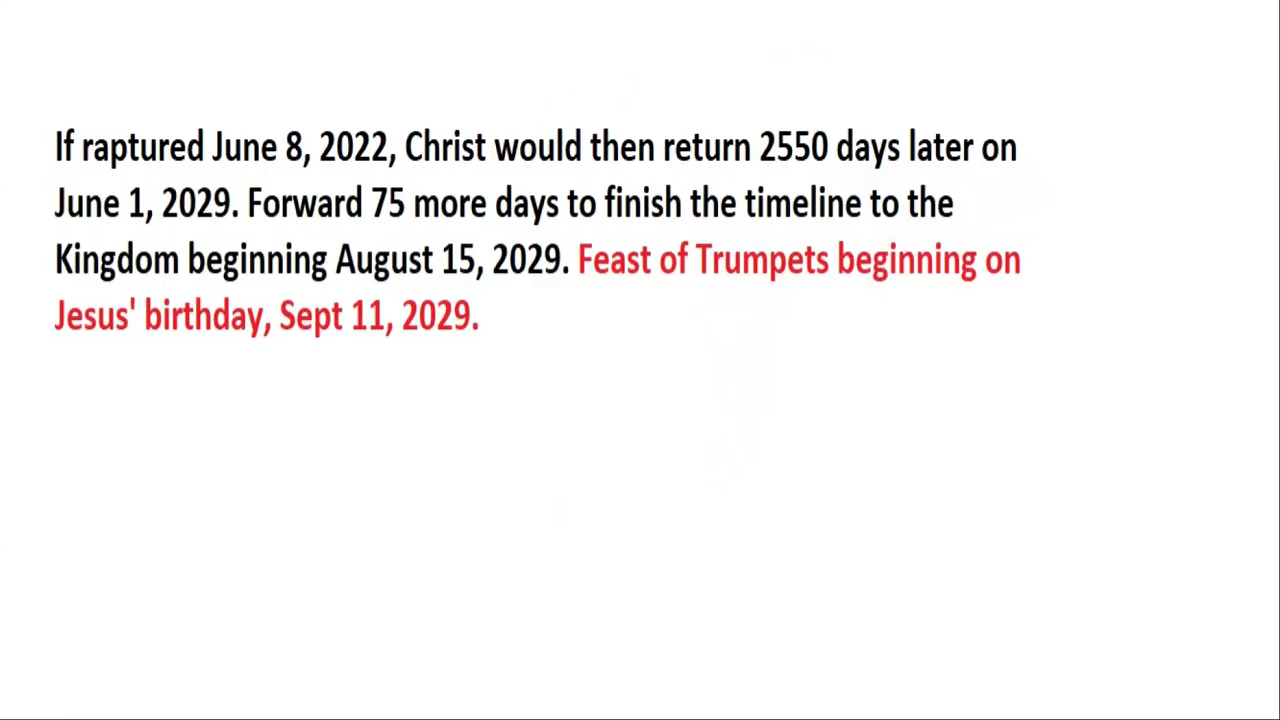 If raptured June 8, 2022, Christ would then return 2550 days later on
June 1, 2029. Forward 75 more days to finish the timeline to the
Kingdom beginning August 15, 2029. Feast of Trumpets beginning on
Jesus' birthday, Sept 11, 2029.